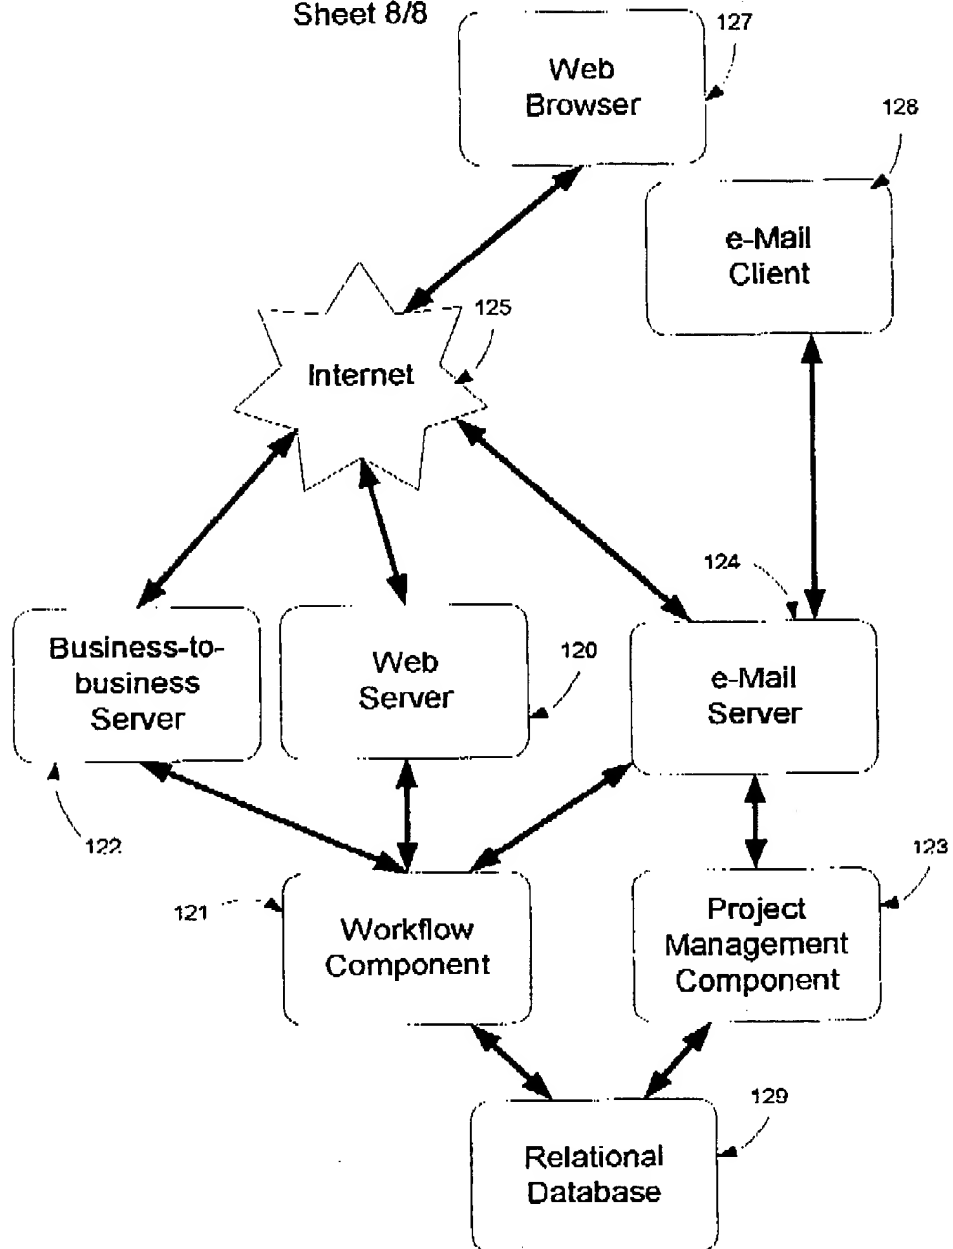 Sheet 8/8
127
Web
Browser
128
e-Mail
Client
125
Internet
124
Business-to-
business
Server
Web
Server
120
e-Mail
Server
122
121
Workflow
Component
123
Project
Management
Component
129
Relational
Database